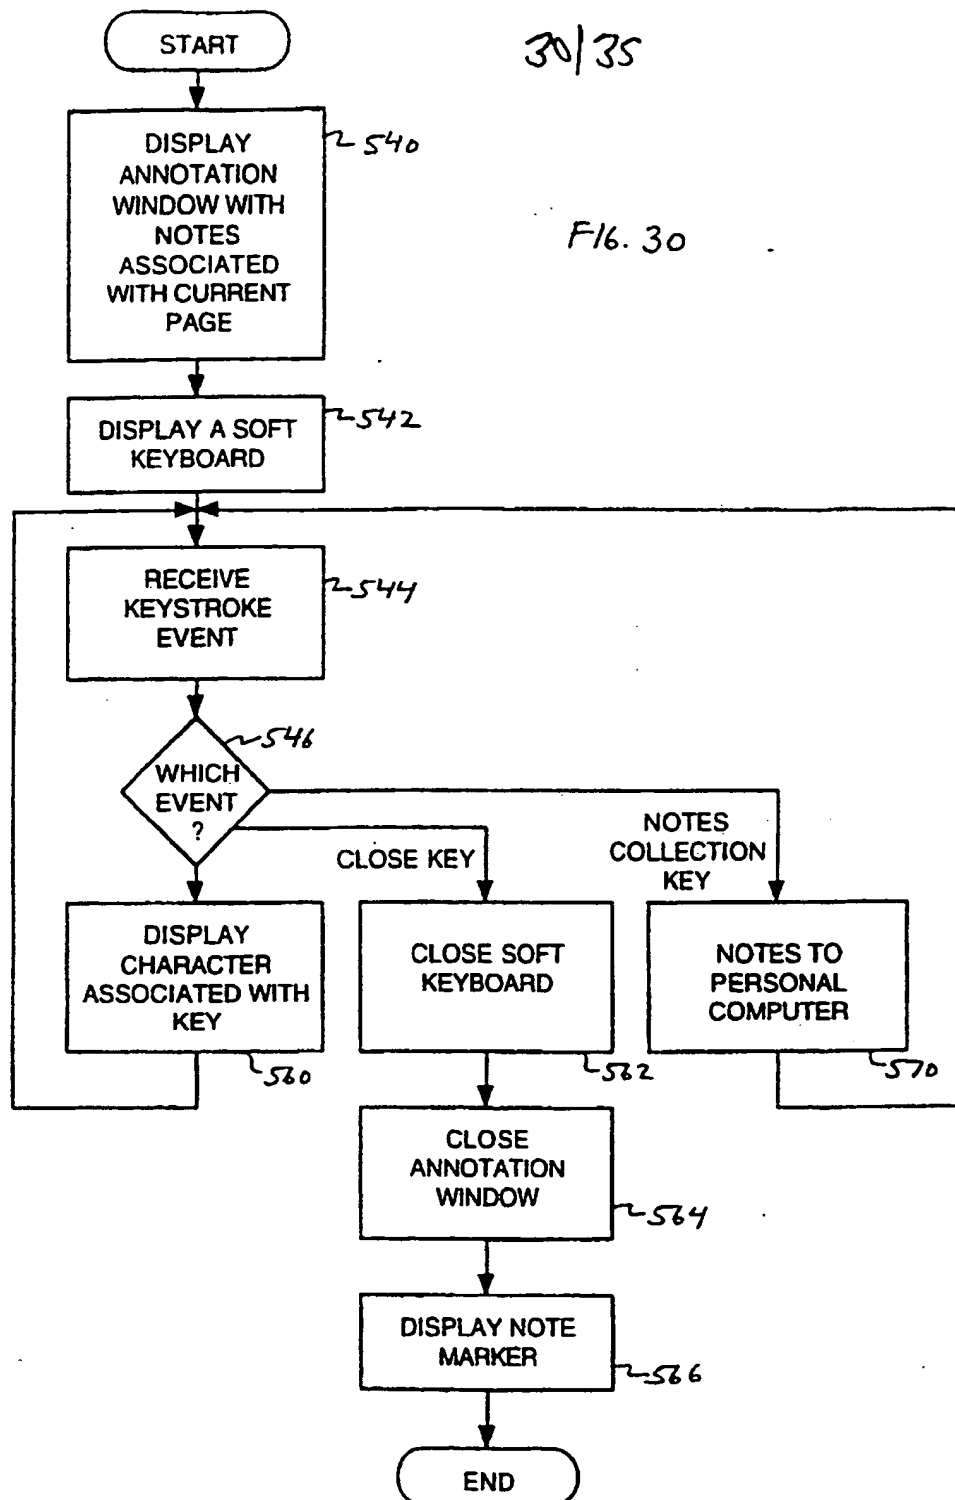 START
30/35
DISPLAY
ANNOTATION
WINDOW WITH
NOTES
ASSOCIATED
WITH CURRENT
PAGE
540
FIG. 30
DISPLAY A SOFT
KEYBOARD
542
RECEIVE
KEYSTROKE
EVENT
544
WHICH
EVENT
?
546
CLOSE KEY
NOTES
COLLECTION
KEY
DISPLAY
CHARACTER
ASSOCIATED WITH
KEY
560
CLOSE SOFT
KEYBOARD
562
NOTES TO
PERSONAL
COMPUTER
570
CLOSE
ANNOTATION
WINDOW
564
DISPLAY NOTE
MARKER
566
END